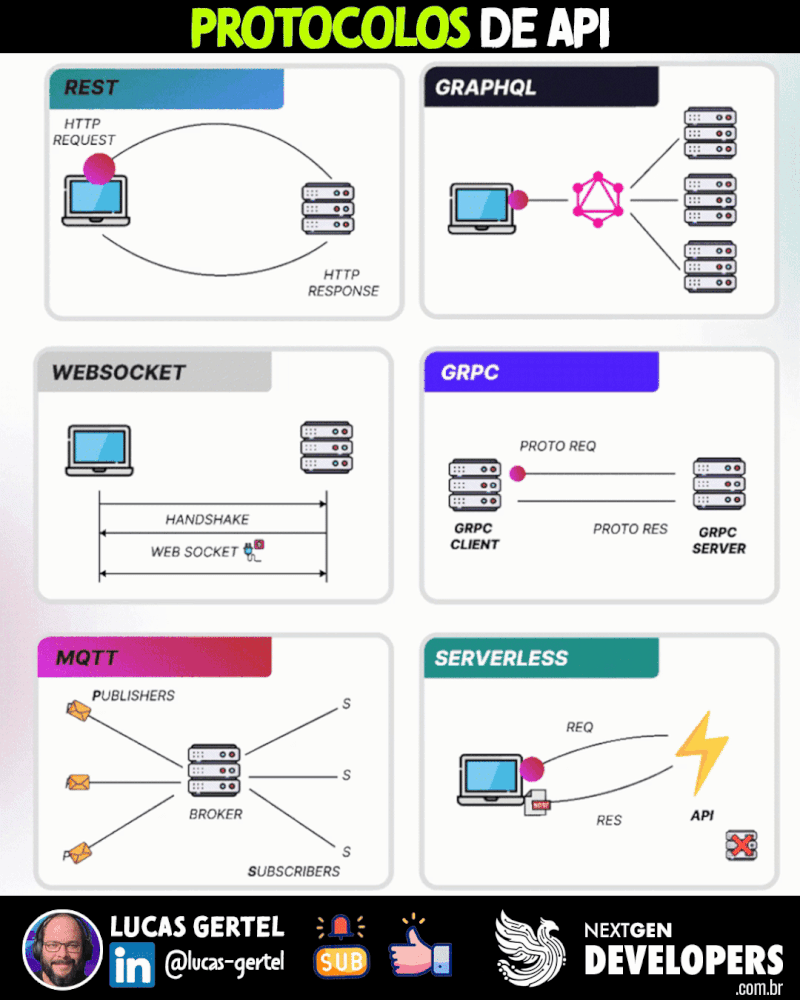 PROTOCOLOS DE API
REST
HTTP
REQUEST
HTTP
RESPONSE
GRAPHQL
WEBSOCKET
HANDSHAKE
WEB SOCKET
GRPC
PROTO REQ
GRPC
CLIENT
PROTO RES
GRPC
SERVER
MQTT
PUBLISHERS
P
S
S
S
BROKER
SUBSCRIBERS
SERVERLESS
REQ
RES
API
LUCAS GERTEL
in @lucas-gertel
SUB
NEXTGEN
DEVELOPERS
.com.br